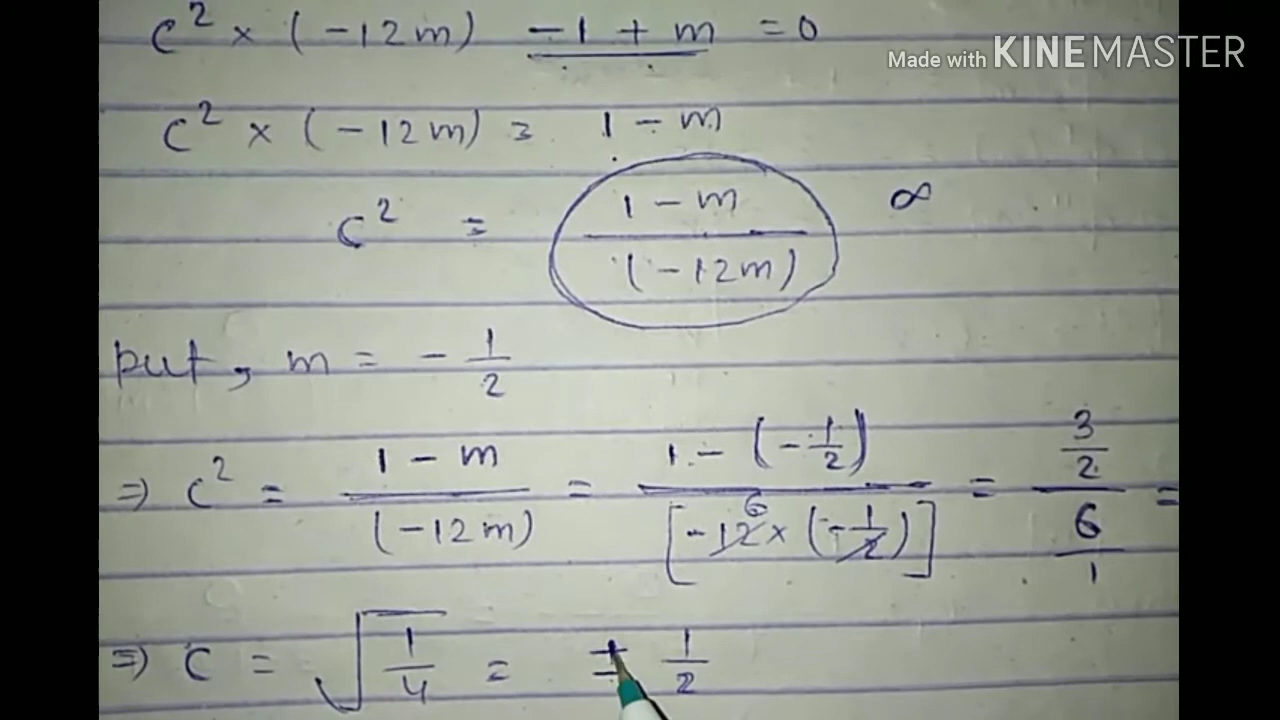 c² × (-12m) -1 + m = 0
Made with KINEMASTER
c² × (-12m) = 1 - m
c² = (1 - m)/(-12m) ∞
put, m = - 1/2
⇒ c² = (1 - m)/(-12m) = (1 - (-1/2))/[-12 6 × (-1/2)] = (3/2)/(6/1) =
⇒ c = √(1/4) = ± 1/2